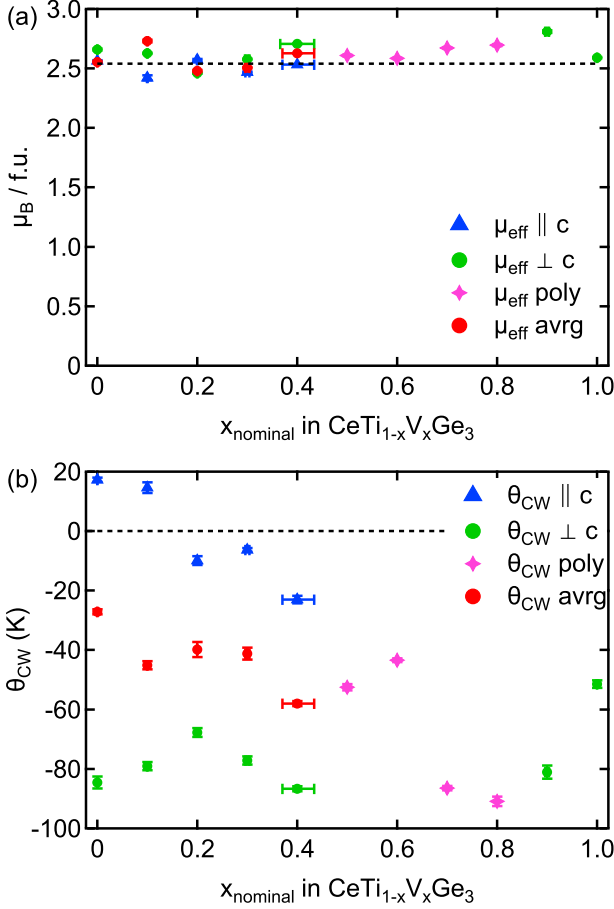 (a)
3.0
2.5
2.0
1.5
1.0
0.5
0
μB / f.u.
μeff || c
μeff ⊥ c
μeff poly
μeff avrg
0 0.2 0.4 0.6 0.8 1.0
xnominal in CeTi1-xVxGe3
(b)
20
0
-20
-40
-60
-80
-100
θCW (K)
θCW || c
θCW ⊥ c
θCW poly
θCW avrg
0 0.2 0.4 0.6 0.8 1.0
xnominal in CeTi1-xVxGe3